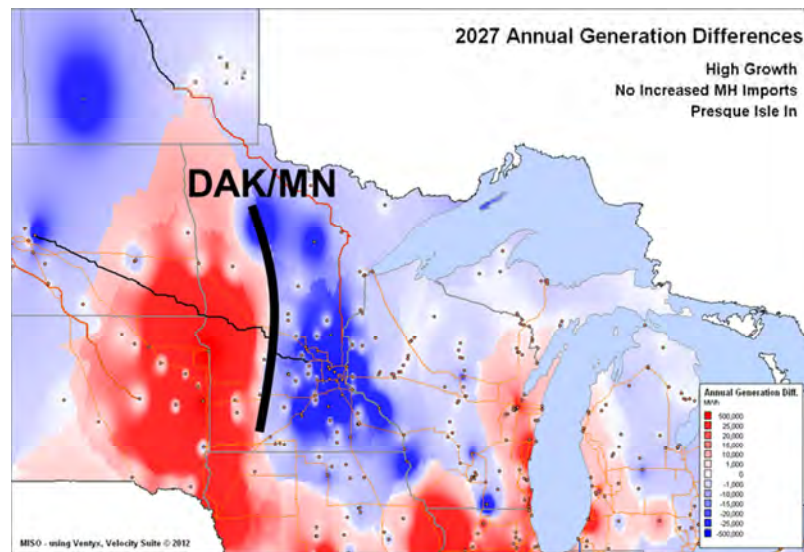 2027 Annual Generation Differences
High Growth
No Increased MH Imports
Presque Isle In
DAK/MN
Annual Generation Diff.
MWh
500,000
25,000
20,000
15,000
10,000
1,000
0
-1,000
-10,000
-15,000
-20,000
-25,000
-500,000
MISO - using Ventyx, Velocity Suite © 2012